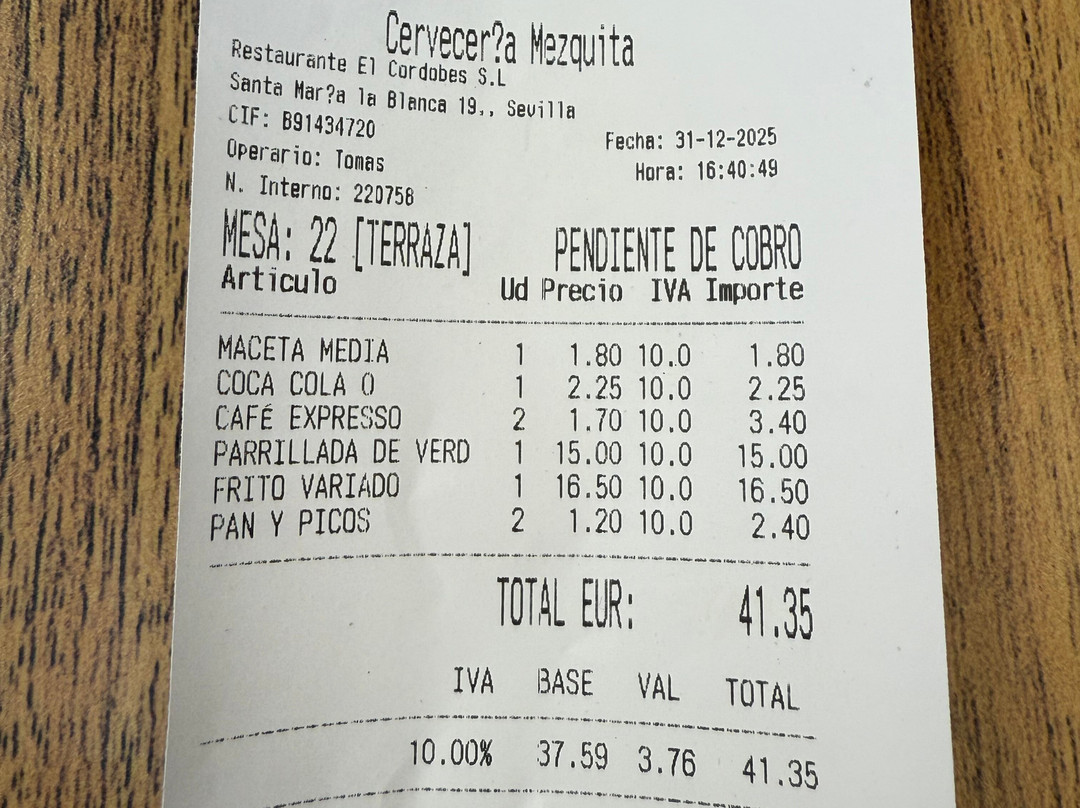 Cervecer?a Mezquita
Restaurante El Cordobes S.L
Santa Mar?a la Blanca 19,, Sevilla
CIF: B91434720
Fecha: 31-12-2025
Operario: Tomas
Hora: 16:40:49
N. Interno: 220758
MESA: 22 [TERRAZA] PENDIENTE DE COBRO
Articulo Ud Precio IVA Importe
MACETA MEDIA 1 1.80 10.0 1.80
COCA COLA 0 1 2.25 10.0 2.25
CAFÉ EXPRESSO 2 1.70 10.0 3.40
PARRILLADA DE VERD 1 15.00 10.0 15.00
FRITO VARIADO 1 16.50 10.0 16.50
PAN Y PICOS 2 1.20 10.0 2.40
TOTAL EUR: 41.35
IVA BASE VAL TOTAL
10.00% 37.59 3.76 41.35